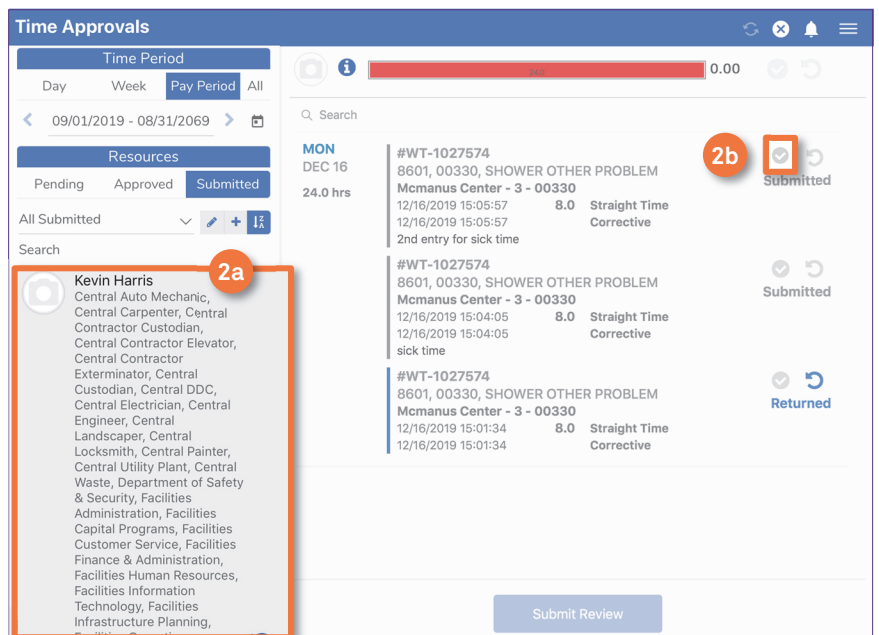 Time Approvals
Time Period
Day Week Pay Period All
09/01/2019 - 08/31/2069
Resources
Pending Approved Submitted
All Submitted
Search
2a
Kevin Harris
Central Auto Mechanic,
Central Carpenter, Central
Contractor Custodian,
Central Contractor Elevator,
Central Contractor
Exterminator, Central
Custodian, Central DDC,
Central Electrician, Central
Engineer, Central
Landscaper, Central
Locksmith, Central Painter,
Central Utility Plant, Central
Waste, Department of Safety
& Security, Facilities
Administration, Facilities
Capital Programs, Facilities
Customer Service, Facilities
Finance & Administration,
Facilities Human Resources,
Facilities Information
Technology, Facilities
Infrastructure Planning,
24.0 0.00
Search
MON
DEC 16
24.0 hrs
#WT-1027574
8601, 00330, SHOWER OTHER PROBLEM
Mcmanus Center - 3 - 00330
12/16/2019 15:05:57 8.0 Straight Time
12/16/2019 15:05:57 Corrective
2nd entry for sick time
2b
Submitted
#WT-1027574
8601, 00330, SHOWER OTHER PROBLEM
Mcmanus Center - 3 - 00330
12/16/2019 15:04:05 8.0 Straight Time
12/16/2019 15:04:05 Corrective
sick time
Submitted
#WT-1027574
8601, 00330, SHOWER OTHER PROBLEM
Mcmanus Center - 3 - 00330
12/16/2019 15:01:34 8.0 Straight Time
12/16/2019 15:01:34 Corrective
Returned
Submit Review